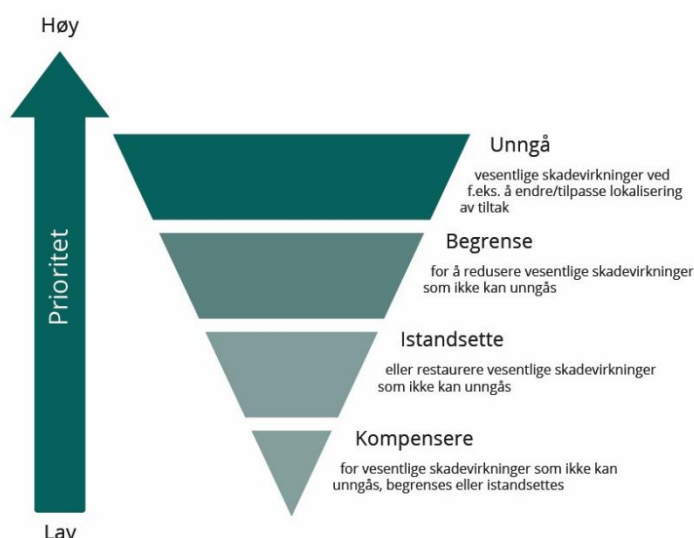 Høy
Prioritet
Unngå
vesentlige skadevirkninger ved
f.eks. å endre/tilpasse lokalisering
av tiltak
Begrense
for å redusere vesentlige skadevirkninger
som ikke kan unngås
Istandsette
eller restaurere vesentlige skadevirkninger
som ikke kan unngås
Kompensere
for vesentlige skadevirkninger som ikke kan
unngås, begrenses eller istandsettes
Lav